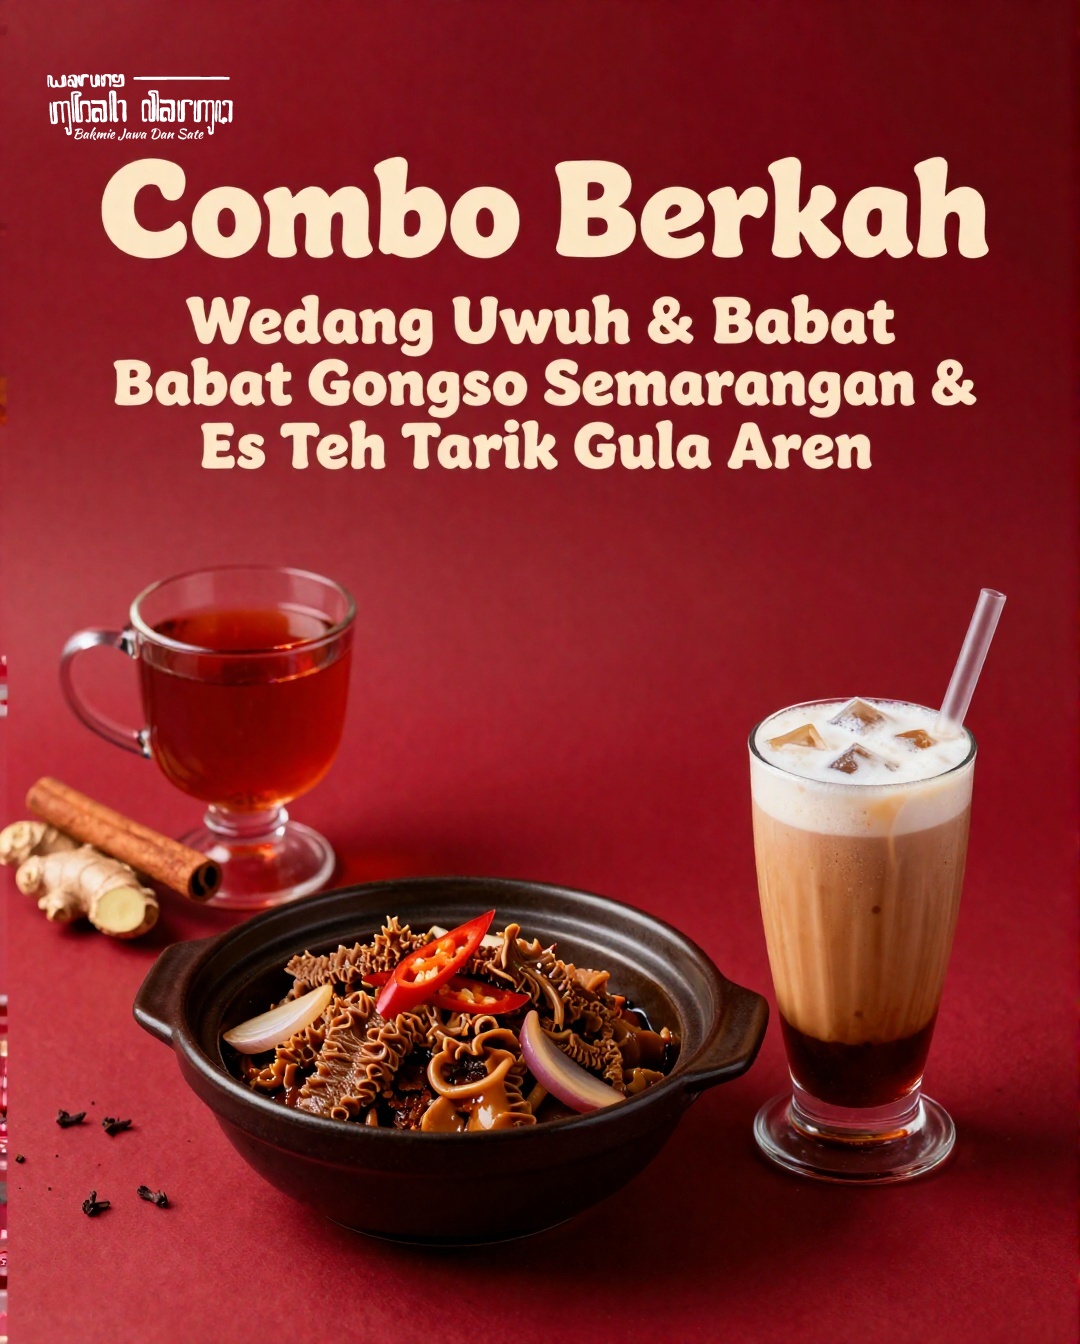 warung
mbah darmo
Bakmie Jawa Dan Sate
Combo Berkah
Wedang Uwuh & Babat
Babat Gongso Semarangan &
Es Teh Tarik Gula Aren